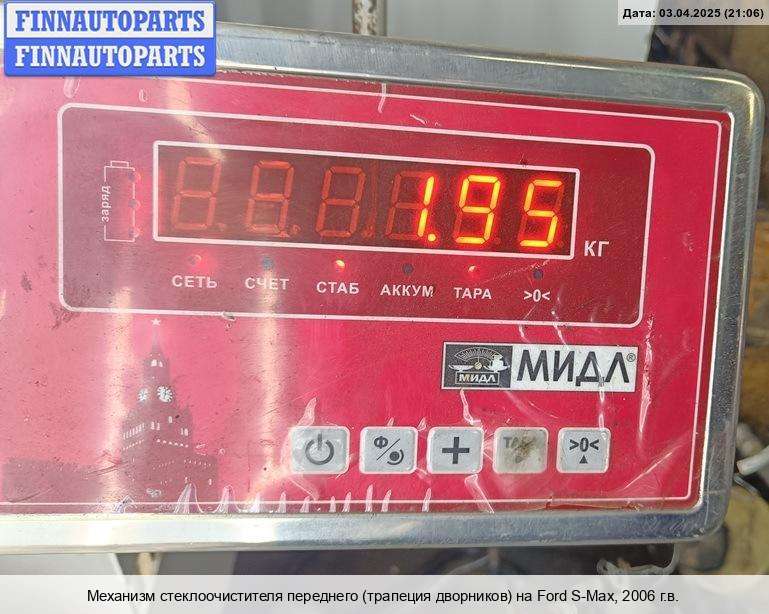 FINNAUTOPARTS
FINNAUTOPARTS
Дата: 03.04.2025 (21:06)
заряд
1.95
КГ
СЕТЬ СЧЕТ СТАБ АККУМ ТАРА >0<
МИДЛ МИДЛ®
Ф/ + ТАРА >0<
Механизм стеклоочистителя переднего (трапеция дворников) на Ford S-Max, 2006 г.в.